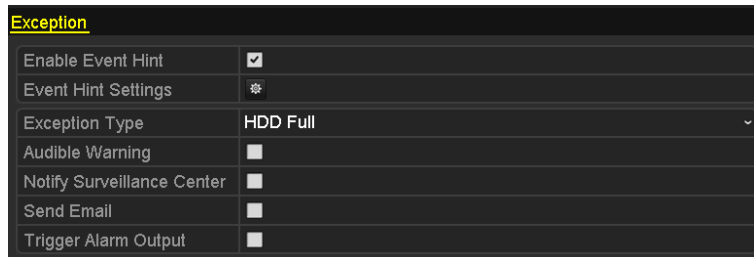 Exception
Enable Event Hint
Event Hint Settings
Exception Type HDD Full
Audible Warning
Notify Surveillance Center
Send Email
Trigger Alarm Output